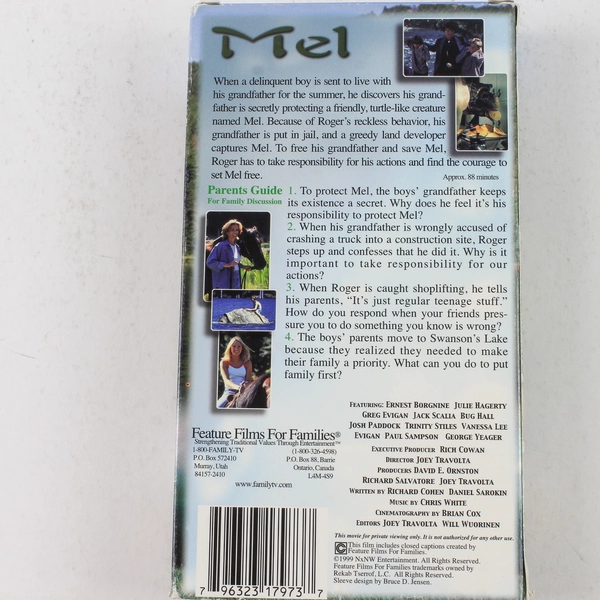 Mel
When a delinquent boy is sent to live with
his grandfather for the summer, he discovers his grand-
father is secretly protecting a friendly, turtle-like creature
named Mel. Because of Roger's reckless behavior, his
grandfather is put in jail, and a greedy land developer
captures Mel. To free his grandfather and save Mel,
Roger has to take responsibility for his actions and find the courage to
set Mel free.
Approx. 88 minutes
Parents Guide
For Family Discussion
1. To protect Mel, the boys' grandfather keeps
its existence a secret. Why does he feel it's his
responsibility to protect Mel?
2. When his grandfather is wrongly accused of
crashing a truck into a construction site, Roger
steps up and confesses that he did it. Why is it
important to take responsibility for our
actions?
3. When Roger is caught shoplifting, he tells
his parents, "It's just regular teenage stuff."
How do you respond when your friends pres-
sure you to do something you know is wrong?
4. The boys' parents move to Swanson's Lake
because they realized they needed to make
their family a priority. What can you do to put
family first?
Feature Films For Families®
Strengthening Traditional Values Through Entertainment™
1-800-FAMILY-TV
P.O. Box 572410
Murray, Utah
84157-2410
(1-800-326-4598)
P.O. Box 88, Barrie
Ontario, Canada
L4M-4S9
www.familytv.com
Featuring: Ernest Borgnine Julie Hagerty
Greg Evigan Jack Scalia Bug Hall
Josh Paddock Trinity Stiles Vanessa Lee
Evigan Paul Sampson George Yeager
Executive Producer Rich Cowan
Director Joey Travolta
Producers David E. Ornston
Richard Salvatore Joey Travolta
Written by Richard Cohen Daniel Sarokin
Music by Chris White
Cinematography by Brian Cox
Editors Joey Travolta Will Wuorinen
This movie for private viewing only. It is not authorized for any other use.
CC This film includes closed captions created by
Feature Films For Families.
©1999 NxNW Entertainment. All Rights Reserved.
Feature Films For Families trademarks owned by
Rekab Tserrof, L.C. All Rights Reserved.
Sleeve design by Bruce D. Jensen.
7 96323 17973 7